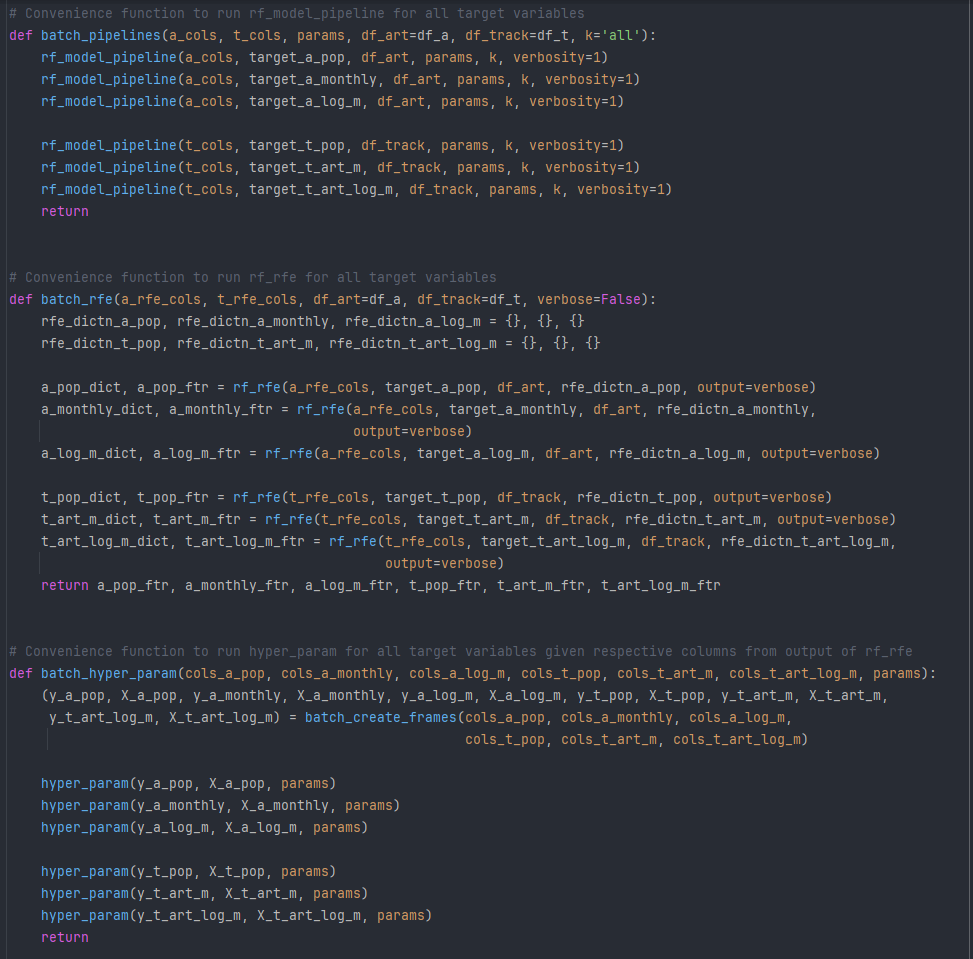 # Convenience function to run rf_model_pipeline for all target variables
def batch_pipelines(a_cols, t_cols, params, df_art=df_a, df_track=df_t, k='all'):
    rf_model_pipeline(a_cols, target_a_pop, df_art, params, k, verbosity=1)
    rf_model_pipeline(a_cols, target_a_monthly, df_art, params, k, verbosity=1)
    rf_model_pipeline(a_cols, target_a_log_m, df_art, params, k, verbosity=1)

    rf_model_pipeline(t_cols, target_t_pop, df_track, params, k, verbosity=1)
    rf_model_pipeline(t_cols, target_t_art_m, df_track, params, k, verbosity=1)
    rf_model_pipeline(t_cols, target_t_art_log_m, df_track, params, k, verbosity=1)
    return


# Convenience function to run rf_rfe for all target variables
def batch_rfe(a_rfe_cols, t_rfe_cols, df_art=df_a, df_track=df_t, verbose=False):
    rfe_dictn_a_pop, rfe_dictn_a_monthly, rfe_dictn_a_log_m = {}, {}, {}
    rfe_dictn_t_pop, rfe_dictn_t_art_m, rfe_dictn_t_art_log_m = {}, {}, {}

    a_pop_dict, a_pop_ftr = rf_rfe(a_rfe_cols, target_a_pop, df_art, rfe_dictn_a_pop, output=verbose)
    a_monthly_dict, a_monthly_ftr = rf_rfe(a_rfe_cols, target_a_monthly, df_art, rfe_dictn_a_monthly,
                                           output=verbose)
    a_log_m_dict, a_log_m_ftr = rf_rfe(a_rfe_cols, target_a_log_m, df_art, rfe_dictn_a_log_m, output=verbose)

    t_pop_dict, t_pop_ftr = rf_rfe(t_rfe_cols, target_t_pop, df_track, rfe_dictn_t_pop, output=verbose)
    t_art_m_dict, t_art_m_ftr = rf_rfe(t_rfe_cols, target_t_art_m, df_track, rfe_dictn_t_art_m, output=verbose)
    t_art_log_m_dict, t_art_log_m_ftr = rf_rfe(t_rfe_cols, target_t_art_log_m, df_track, rfe_dictn_t_art_log_m,
                                               output=verbose)
    return a_pop_ftr, a_monthly_ftr, a_log_m_ftr, t_pop_ftr, t_art_m_ftr, t_art_log_m_ftr


# Convenience function to run hyper_param for all target variables given respective columns from output of rf_rfe
def batch_hyper_param(cols_a_pop, cols_a_monthly, cols_a_log_m, cols_t_pop, cols_t_art_m, cols_t_art_log_m, params):
    (y_a_pop, X_a_pop, y_a_monthly, X_a_monthly, y_a_log_m, X_a_log_m, y_t_pop, X_t_pop, y_t_art_m, X_t_art_m,
     y_t_art_log_m, X_t_art_log_m) = batch_create_frames(cols_a_pop, cols_a_monthly, cols_a_log_m,
                                                         cols_t_pop, cols_t_art_m, cols_t_art_log_m)

    hyper_param(y_a_pop, X_a_pop, params)
    hyper_param(y_a_monthly, X_a_monthly, params)
    hyper_param(y_a_log_m, X_a_log_m, params)

    hyper_param(y_t_pop, X_t_pop, params)
    hyper_param(y_t_art_m, X_t_art_m, params)
    hyper_param(y_t_art_log_m, X_t_art_log_m, params)
    return